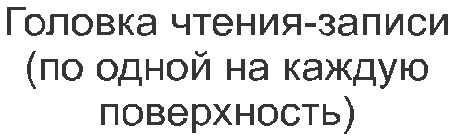 Головка чтения-записи
(по одной на каждую
поверхность)